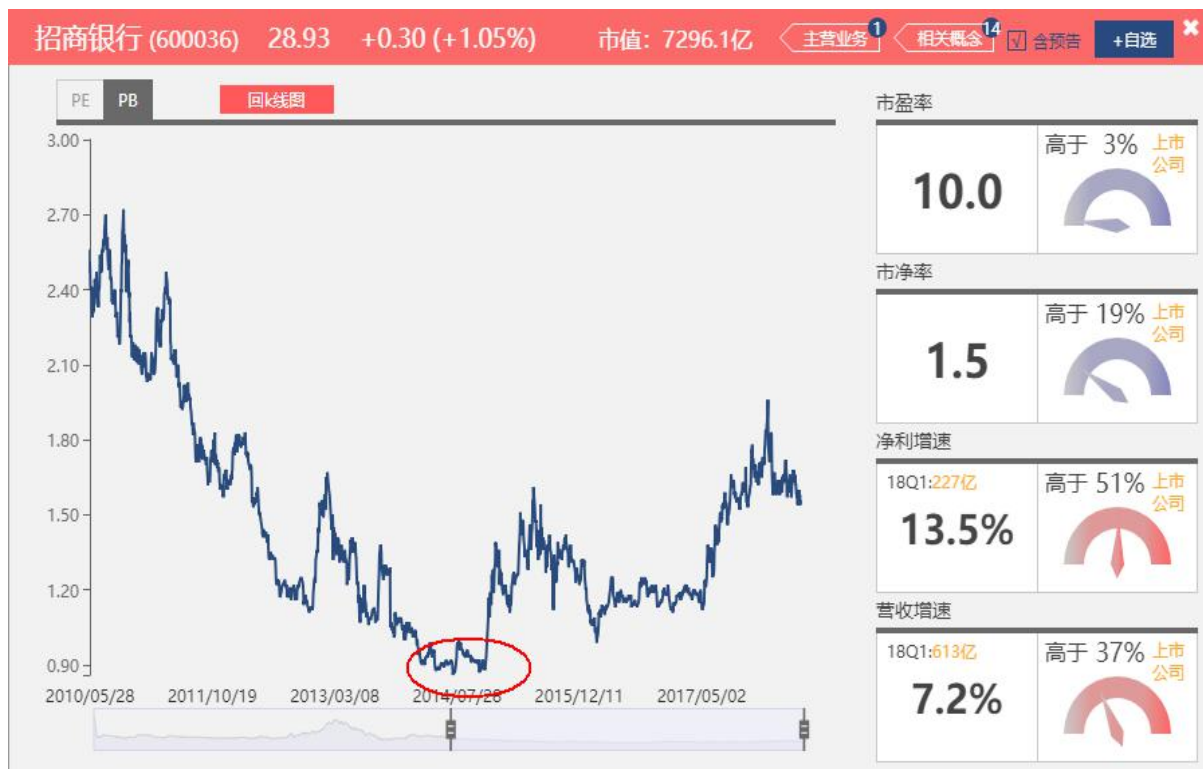 招商银行 (600036) 28.93 +0.30 (+1.05%) 市值：7296.1亿 主营业务 1 相关概念 14 √ 含预告 +自选 ✖
PE PB 回k线图
3.00
2.70
2.40
2.10
1.80
1.50
1.20
0.90
2010/05/28 2011/10/19 2013/03/08 2014/07/28 2015/12/11 2017/05/02
市盈率
10.0
高于 3% 上市
公司
市净率
1.5
高于 19% 上市
公司
净利增速
18Q1:227亿
13.5%
高于 51% 上市
公司
营收增速
18Q1:613亿
7.2%
高于 37% 上市
公司